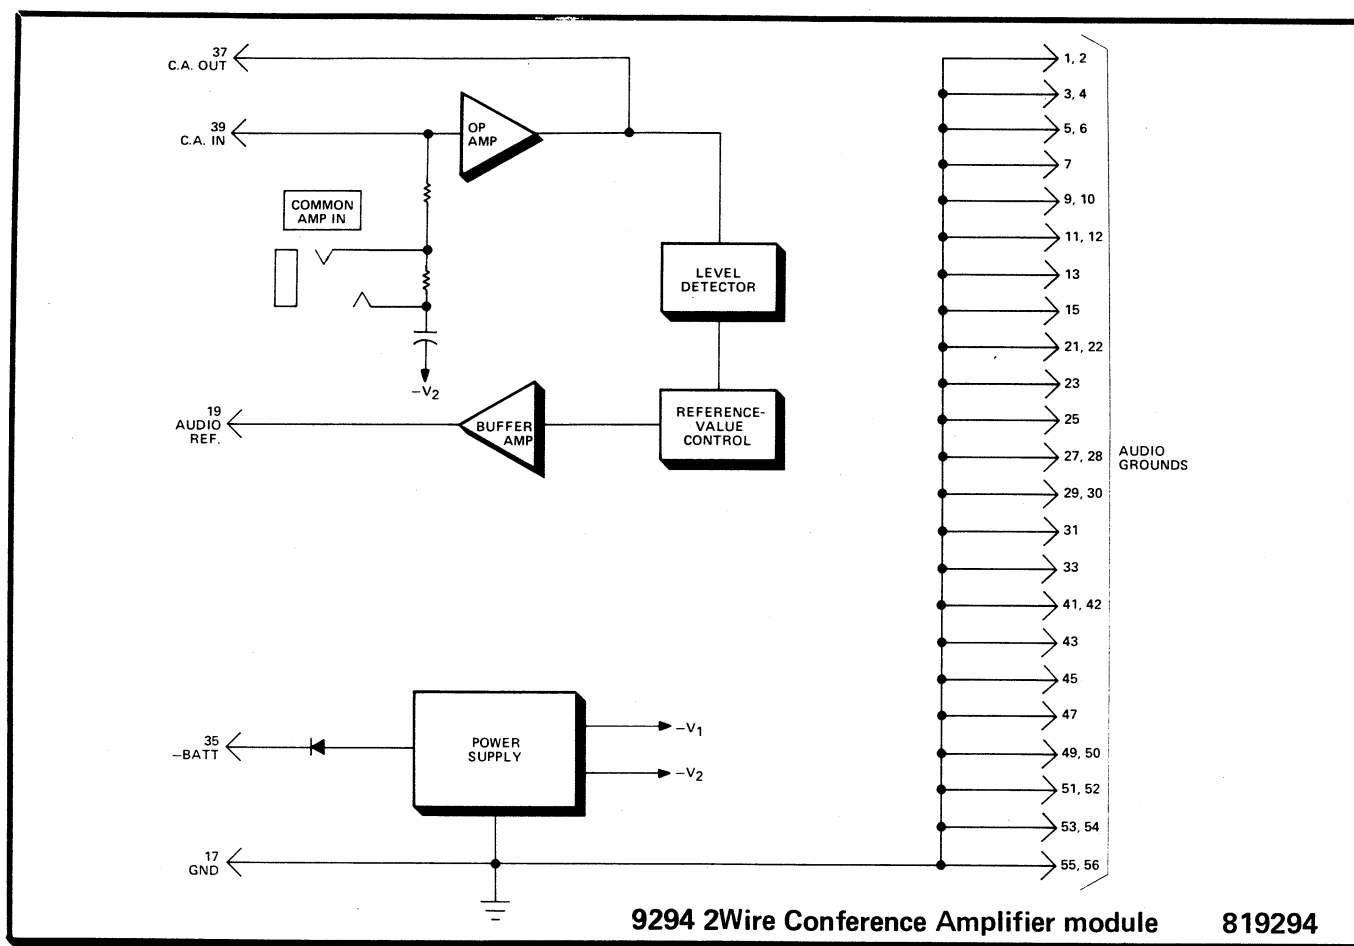 37
C.A. OUT
39
C.A. IN
OP
AMP
COMMON
AMP IN
LEVEL
DETECTOR
–V2
19
AUDIO
REF.
BUFFER
AMP
REFERENCE-
VALUE
CONTROL
35
–BATT
POWER
SUPPLY
–V1
–V2
17
GND
1, 2
3, 4
5, 6
7
9, 10
11, 12
13
15
21, 22
23
25
27, 28
29, 30
31
33
41, 42
43
45
47
49, 50
51, 52
53, 54
55, 56
AUDIO
GROUNDS
9294 2Wire Conference Amplifier module 819294